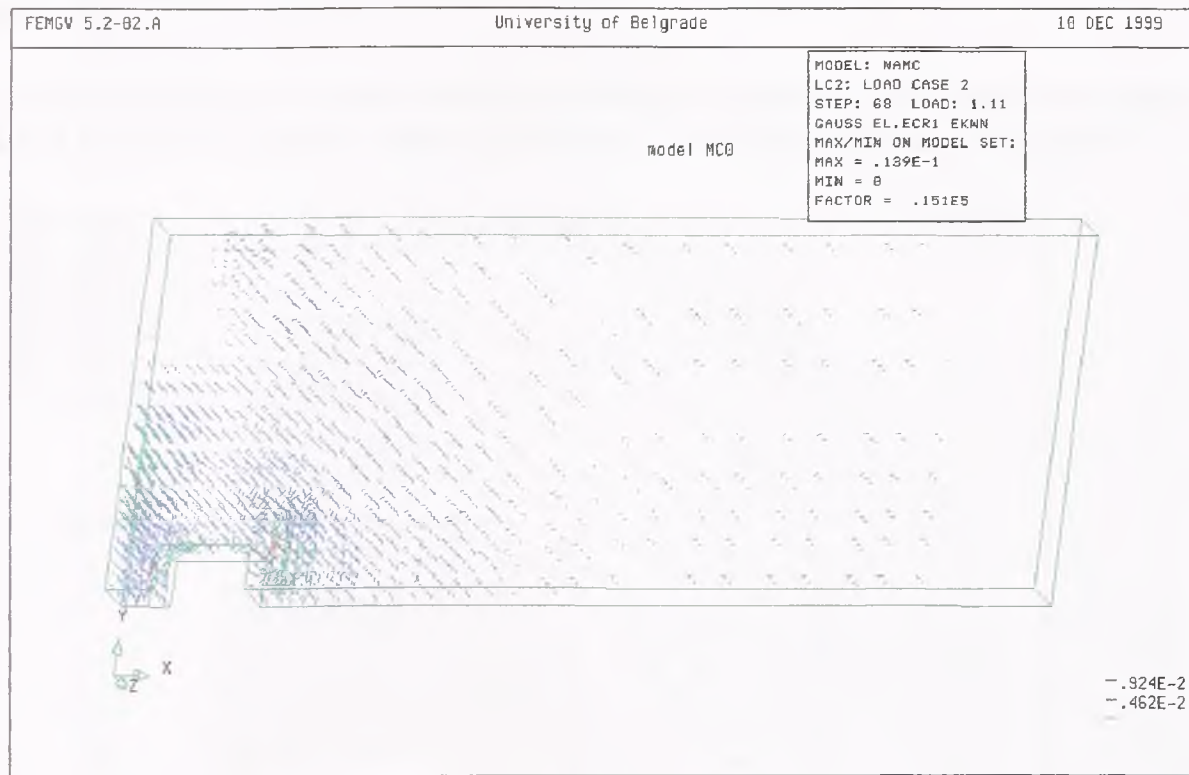 FEMGV 5.2-02.A
University of Belgrade
10 DEC 1999
MODEL: NAMC
LC2: LOAD CASE 2
STEP: 68 LOAD: 1.11
GAUSS EL.ECR1 EKNN
MAX/MIN ON MODEL SET:
MAX = .139E-1
MIN = 0
FACTOR = .151E5
model MC0
Y
X
Z
.924E-2
.462E-2